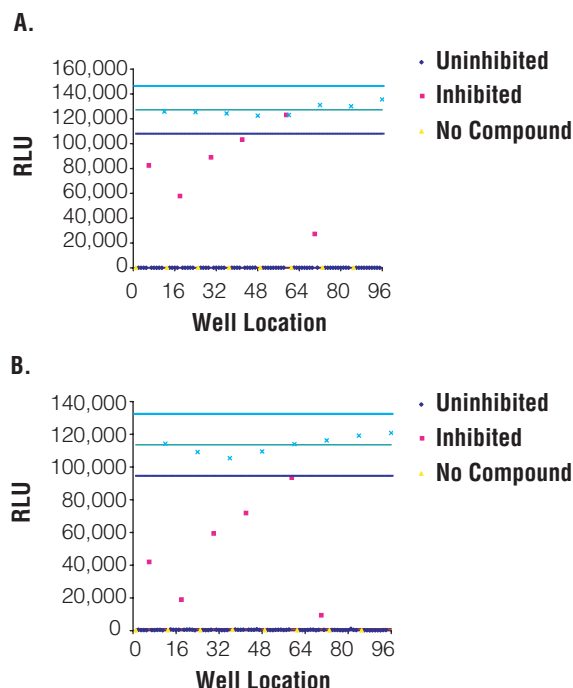 A.
160,000
140,000
120,000
100,000
80,000
60,000
40,000
20,000
0
RLU
0 16 32 48 64 80 96
Well Location
Uninhibited
Inhibited
No Compound
B.
140,000
120,000
100,000
80,000
60,000
40,000
20,000
0
RLU
0 16 32 48 64 80 96
Well Location
Uninhibited
Inhibited
No Compound